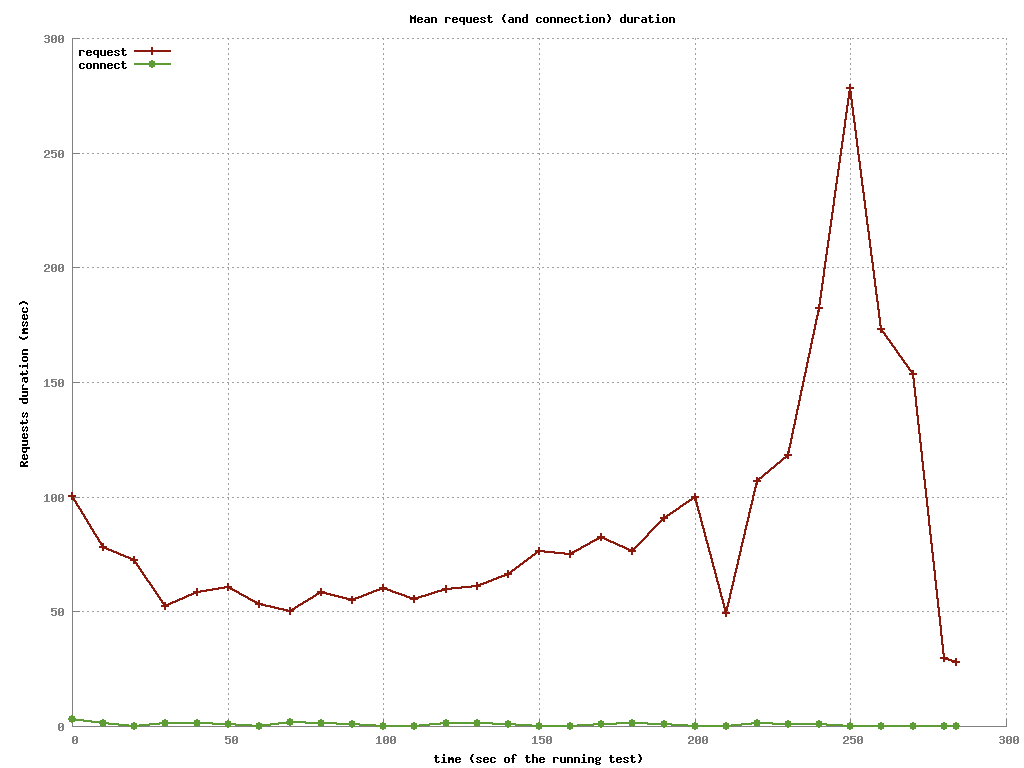 Mean request (and connection) duration
request
connect
300
250
200
150
100
50
0
Requests duration (msec)
0 50 100 150 200 250 300
time (sec of the running test)